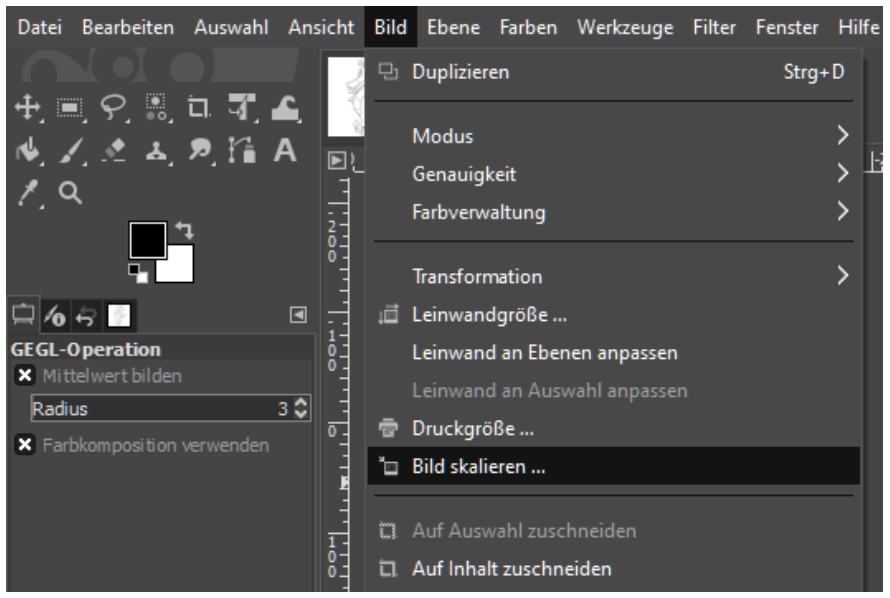 Datei Bearbeiten Auswahl Ansicht Bild Ebene Farben Werkzeuge Filter Fenster Hilfe
Duplizieren Strg+D
Modus
Genauigkeit
Farbverwaltung
Transformation
Leinwandgröße ...
Leinwand an Ebenen anpassen
Leinwand an Auswahl anpassen
Druckgröße ...
Bild skalieren ...
Auf Auswahl zuschneiden
Auf Inhalt zuschneiden
GEGL-Operation
Mittelwert bilden
Radius 3
Farbkomposition verwenden
-200
-100
0
100